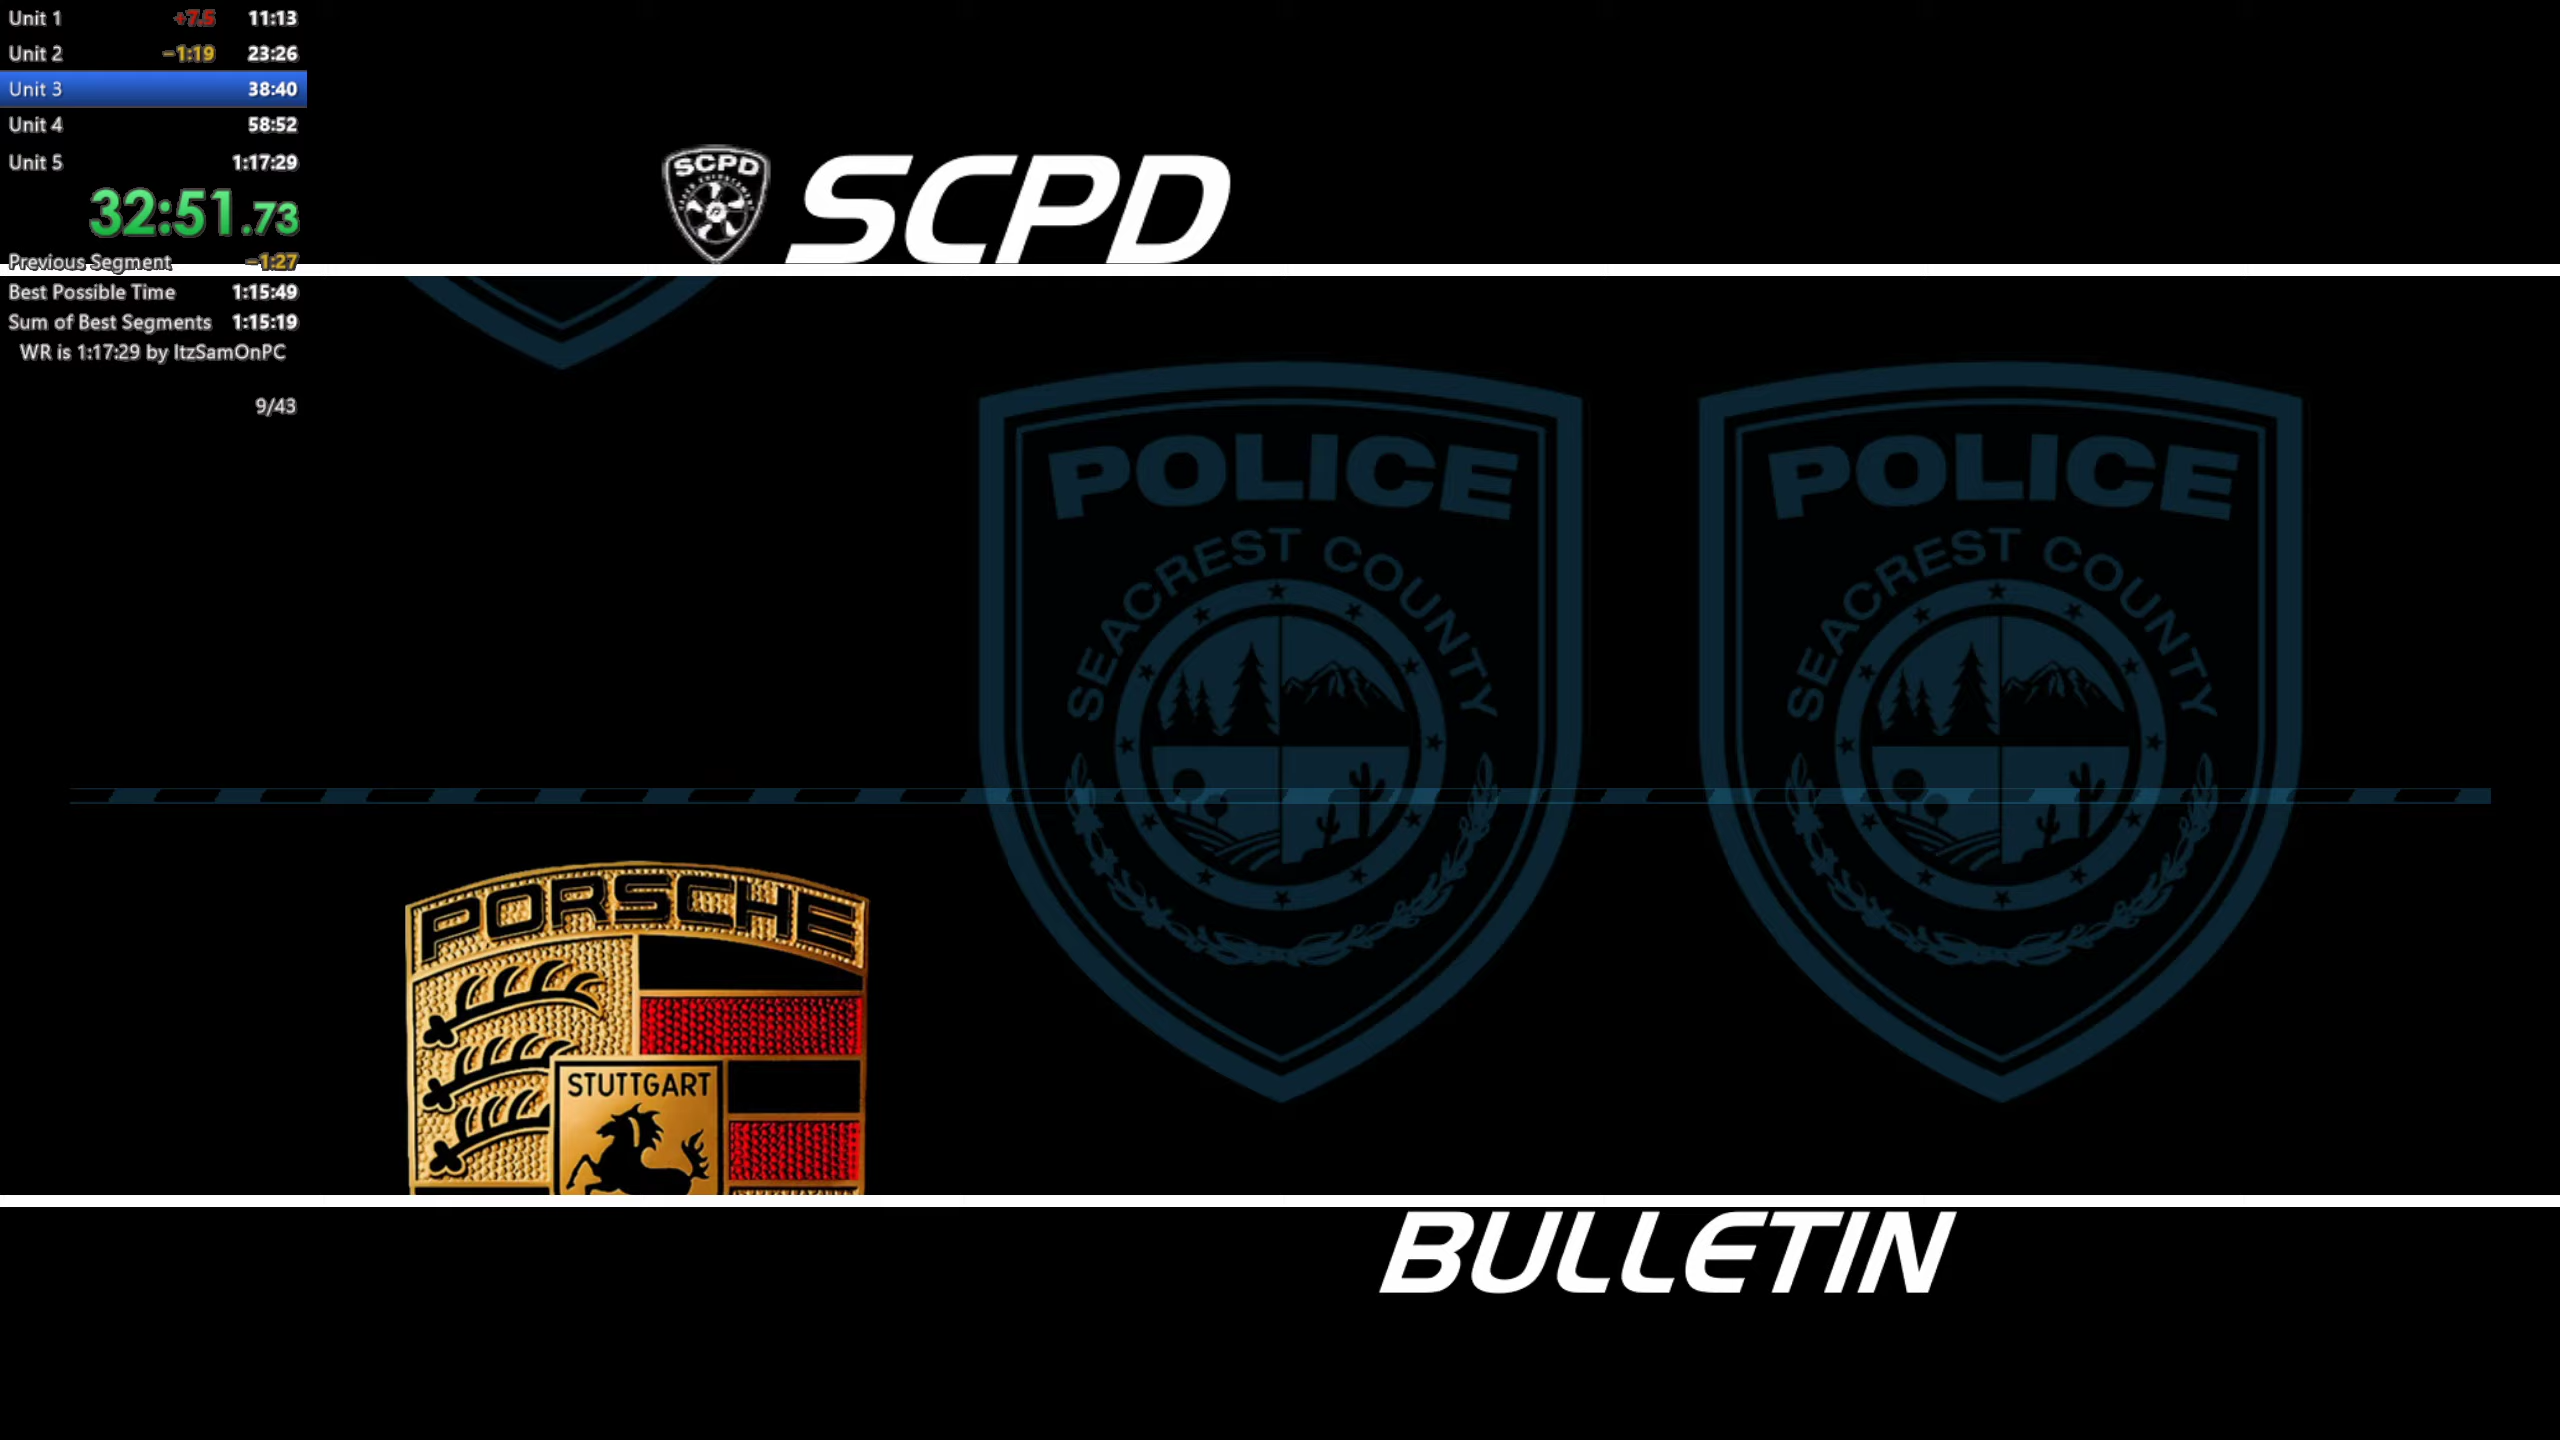 Unit 1 +7.5 11:13
Unit 2 −1:19 23:26
Unit 3 38:40
Unit 4 58:52
Unit 5 1:17:29
32:51.73
Previous Segment −1:27
Best Possible Time 1:15:49
Sum of Best Segments 1:15:19
WR is 1:17:29 by ItzSamOnPC
9/43
SCPD
SCPD
POLICE
SEACREST COUNTY
POLICE
SEACREST COUNTY
PORSCHE
STUTTGART
BULLETIN